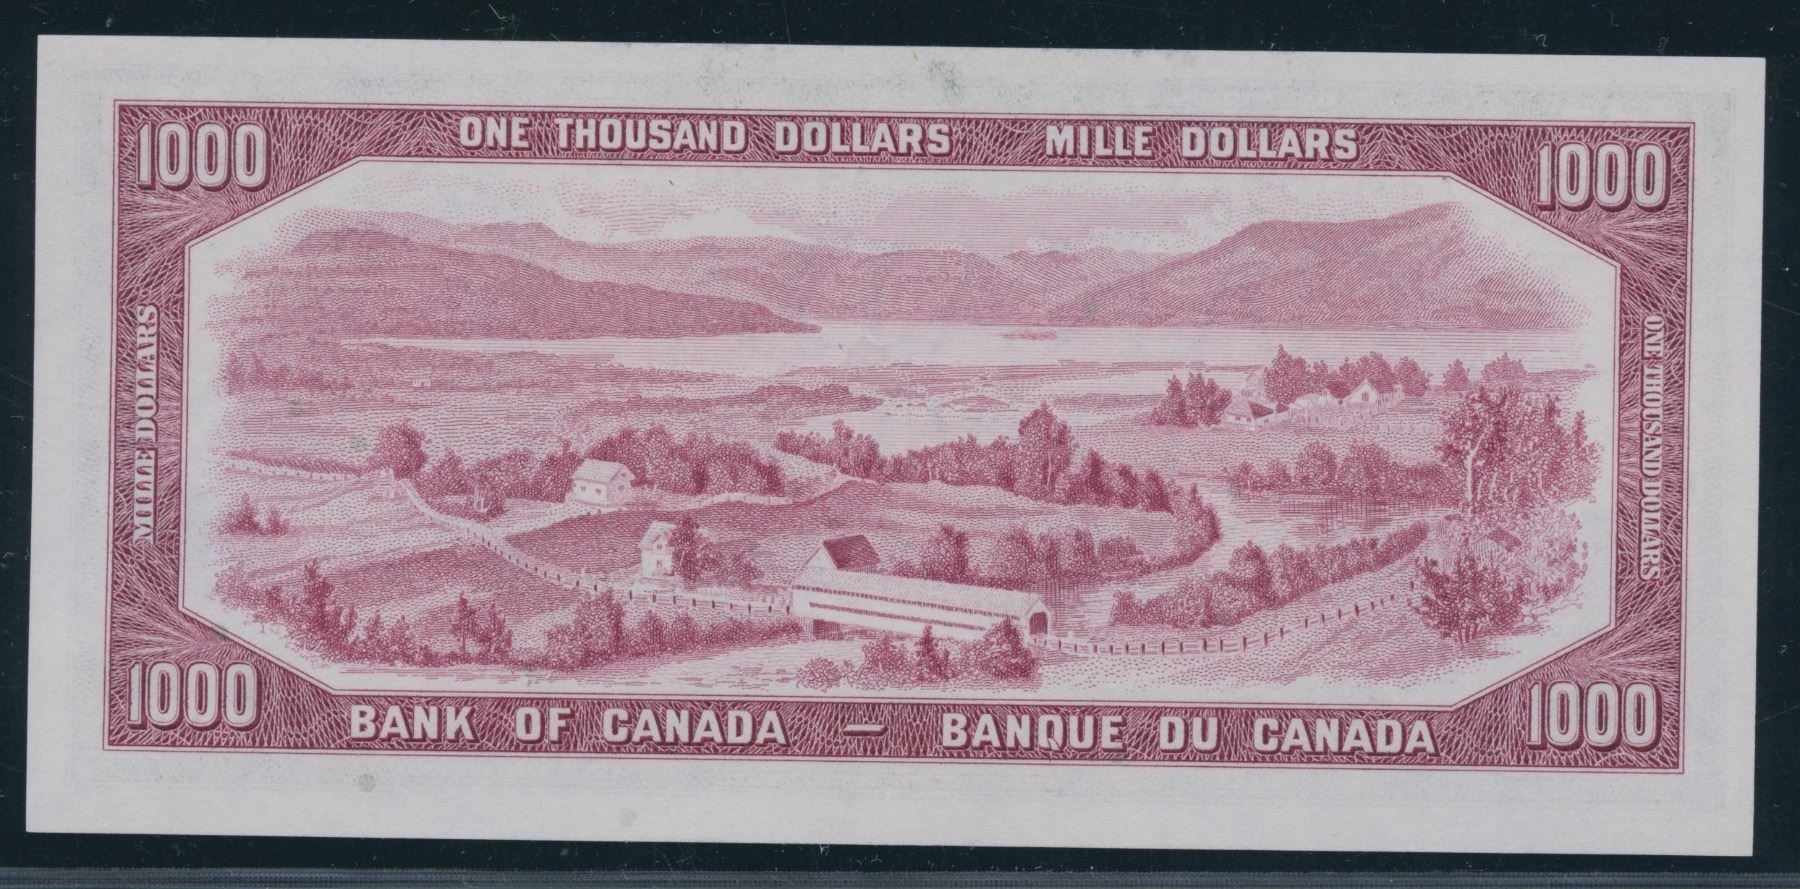 1000 ONE THOUSAND DOLLARS MILLE DOLLARS 1000
MILLE DOLLARS
ONE THOUSAND DOLLARS
1000 BANK OF CANADA — BANQUE DU CANADA 1000